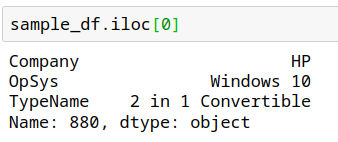 sample_df.iloc[0]
Company                        HP
OpSys                  Windows 10
TypeName    2 in 1 Convertible
Name: 880, dtype: object